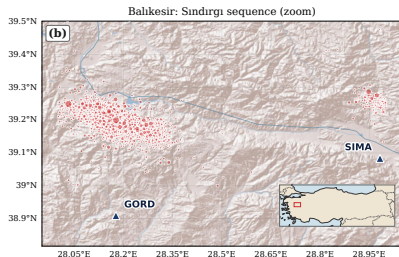 Balıkesir: Sındırgı sequence (zoom)
(b)
39.5°N
39.4°N
39.3°N
39.2°N
39.1°N
39°N
38.9°N
SIMA
GORD
28.05°E 28.2°E 28.35°E 28.5°E 28.65°E 28.8°E 28.95°E